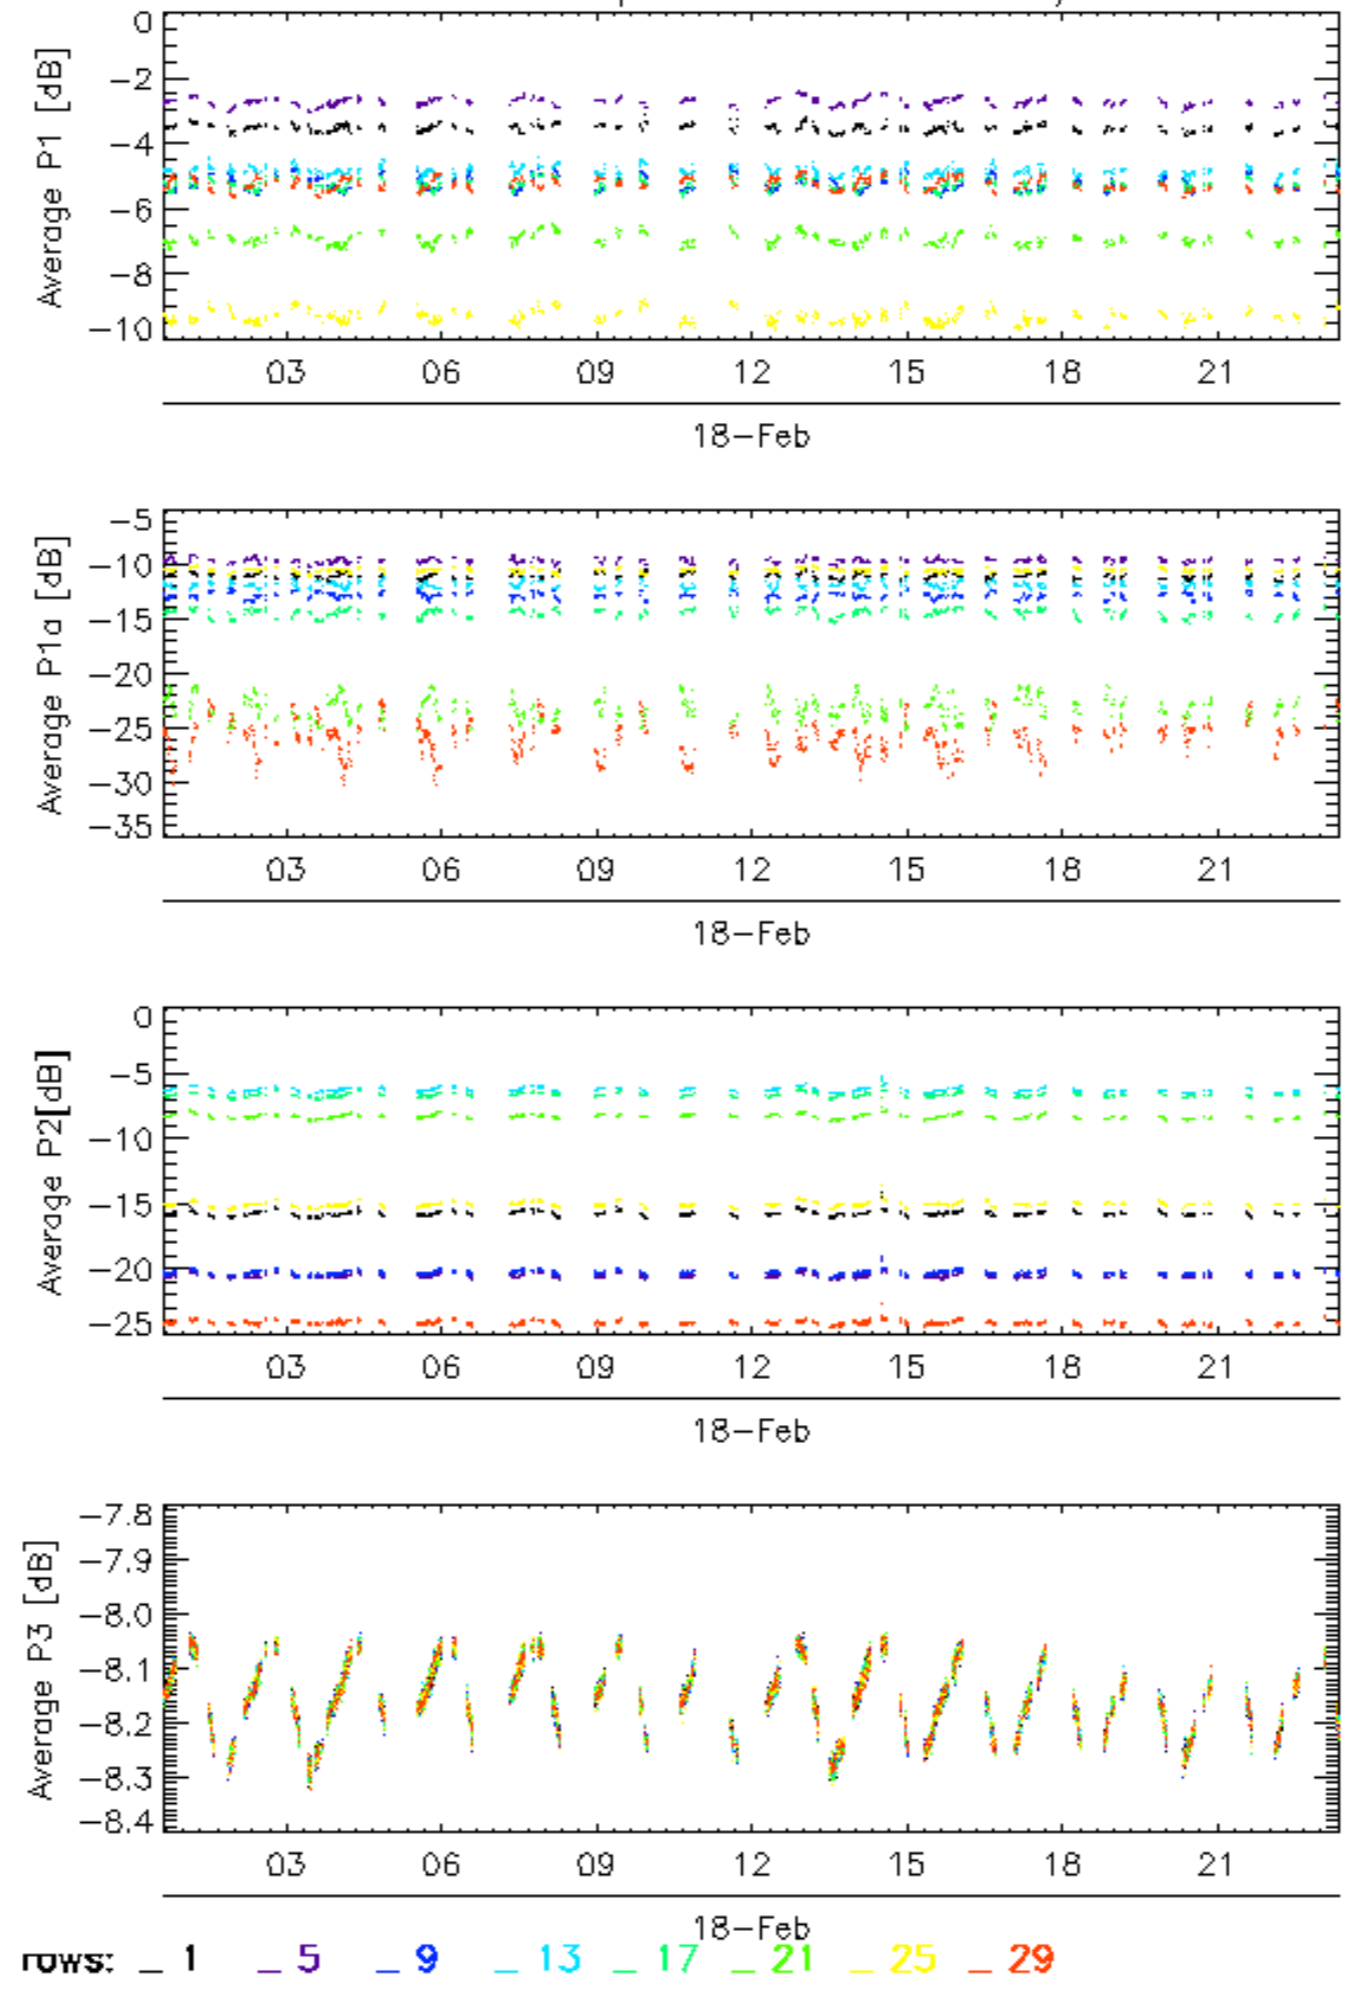 Average P1 [dB]
0
−2
−4
−6
−8
−10
03 06 09 12 15 18 21
18−Feb
Average P1a [dB]
−5
−10
−15
−20
−25
−30
−35
03 06 09 12 15 18 21
18−Feb
Average P2[dB]
0
−5
−10
−15
−20
−25
03 06 09 12 15 18 21
18−Feb
Average P3 [dB]
−7.8
−7.9
−8.0
−8.1
−8.2
−8.3
−8.4
03 06 09 12 15 18 21
18−Feb
rows: _ 1 _ 5 _ 9 _ 13 _ 17 _ 21 _ 25 _ 29